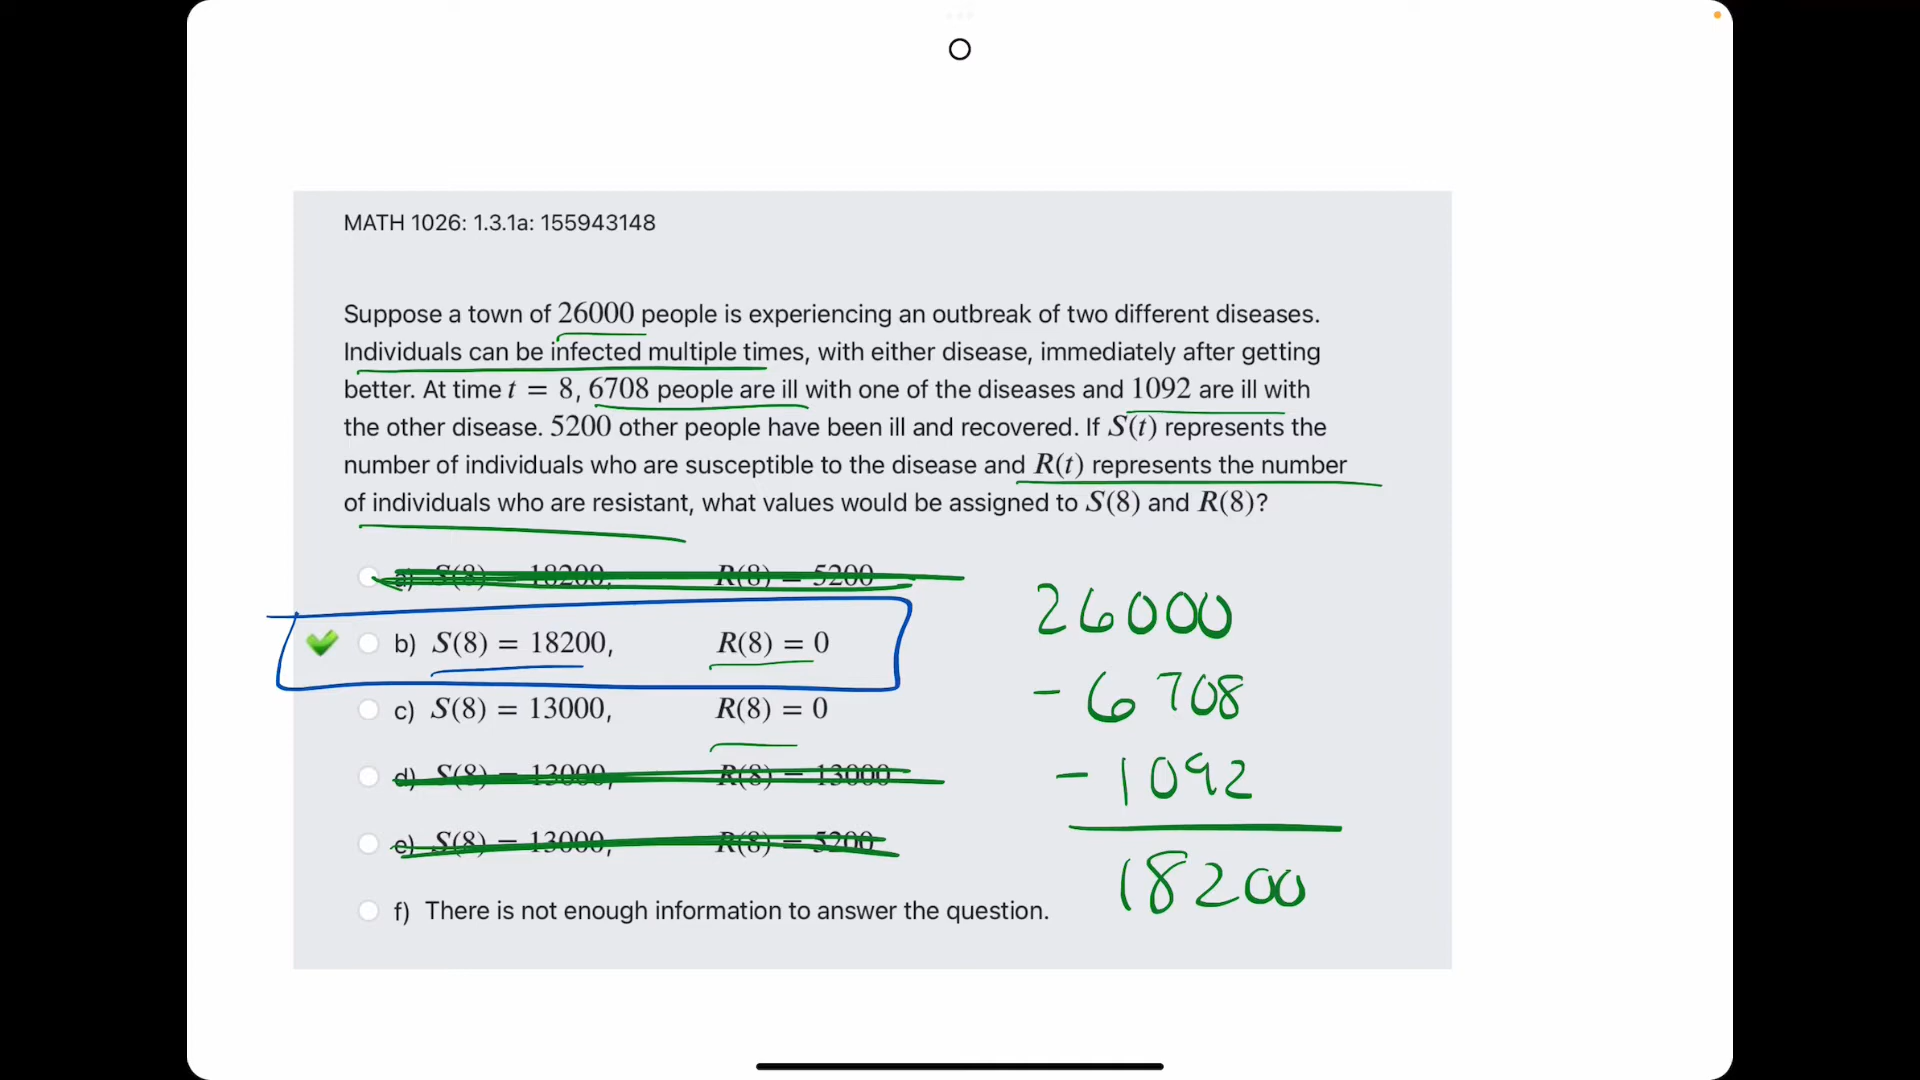 MATH 1026: 1.3.1a: 155943148
Suppose a town of 26000 people is experiencing an outbreak of two different diseases.
Individuals can be infected multiple times, with either disease, immediately after getting
better. At time t = 8, 6708 people are ill with one of the diseases and 1092 are ill with
the other disease. 5200 other people have been ill and recovered. If S(t) represents the
number of individuals who are susceptible to the disease and R(t) represents the number
of individuals who are resistant, what values would be assigned to S(8) and R(8)?
a) S(8) = 18200, R(8) = 5200
b) S(8) = 18200, R(8) = 0
c) S(8) = 13000, R(8) = 0
d) S(8) = 13000, R(8) = 13000
e) S(8) = 13000, R(8) = 5200
f) There is not enough information to answer the question.
26000
- 6708
- 1092
18200